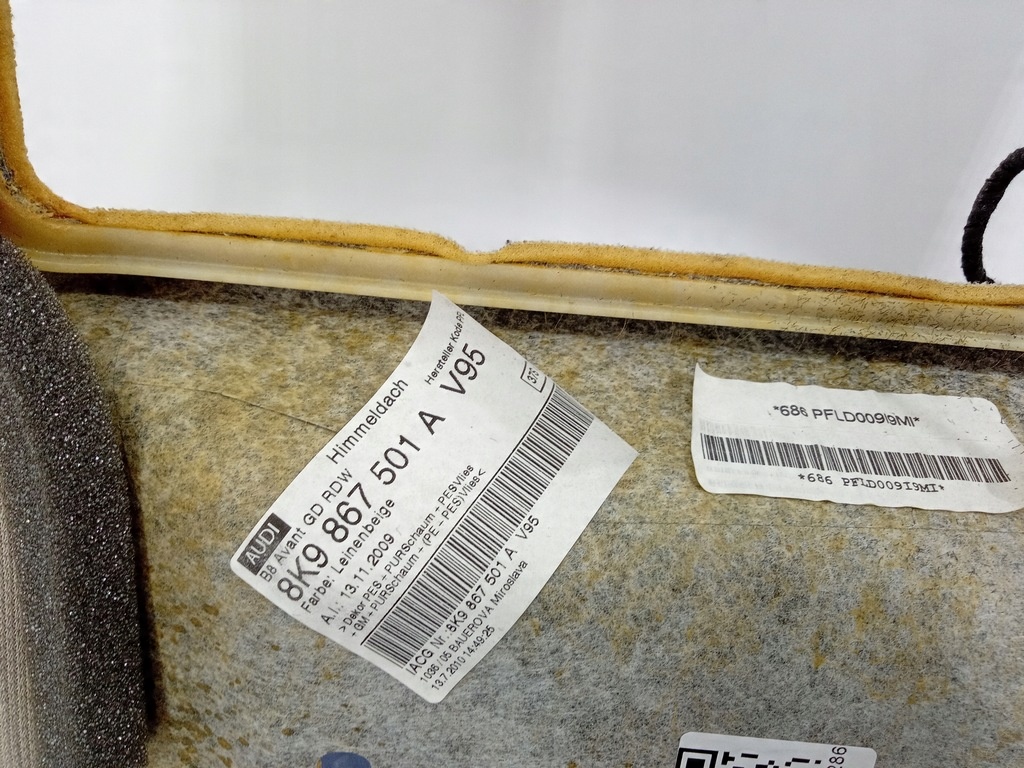 AUDI
B8 Avant GD RDW Himmeldach Hersteller Kode PF
8K9 867 501 A V95
Farbe: Leinenbeige
A.I.: 13.11.2009
376
>Dekor:PES - PURSchaum - PESVlies
+GM - PURSchaum - (PE - PES)Vlies<
IACG Nr.:8K9 867 501 A V95
1036 / 05 BAUEROVA Miroslava
13.7.2010 14:49:25
*686 PFLD009I9MI*
*686 PFLD009I9MI*